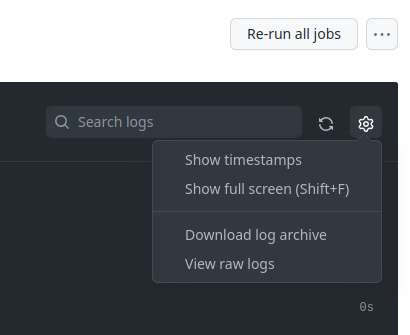 Re-run all jobs
Search logs
Show timestamps
Show full screen (Shift+F)
Download log archive
View raw logs
0s